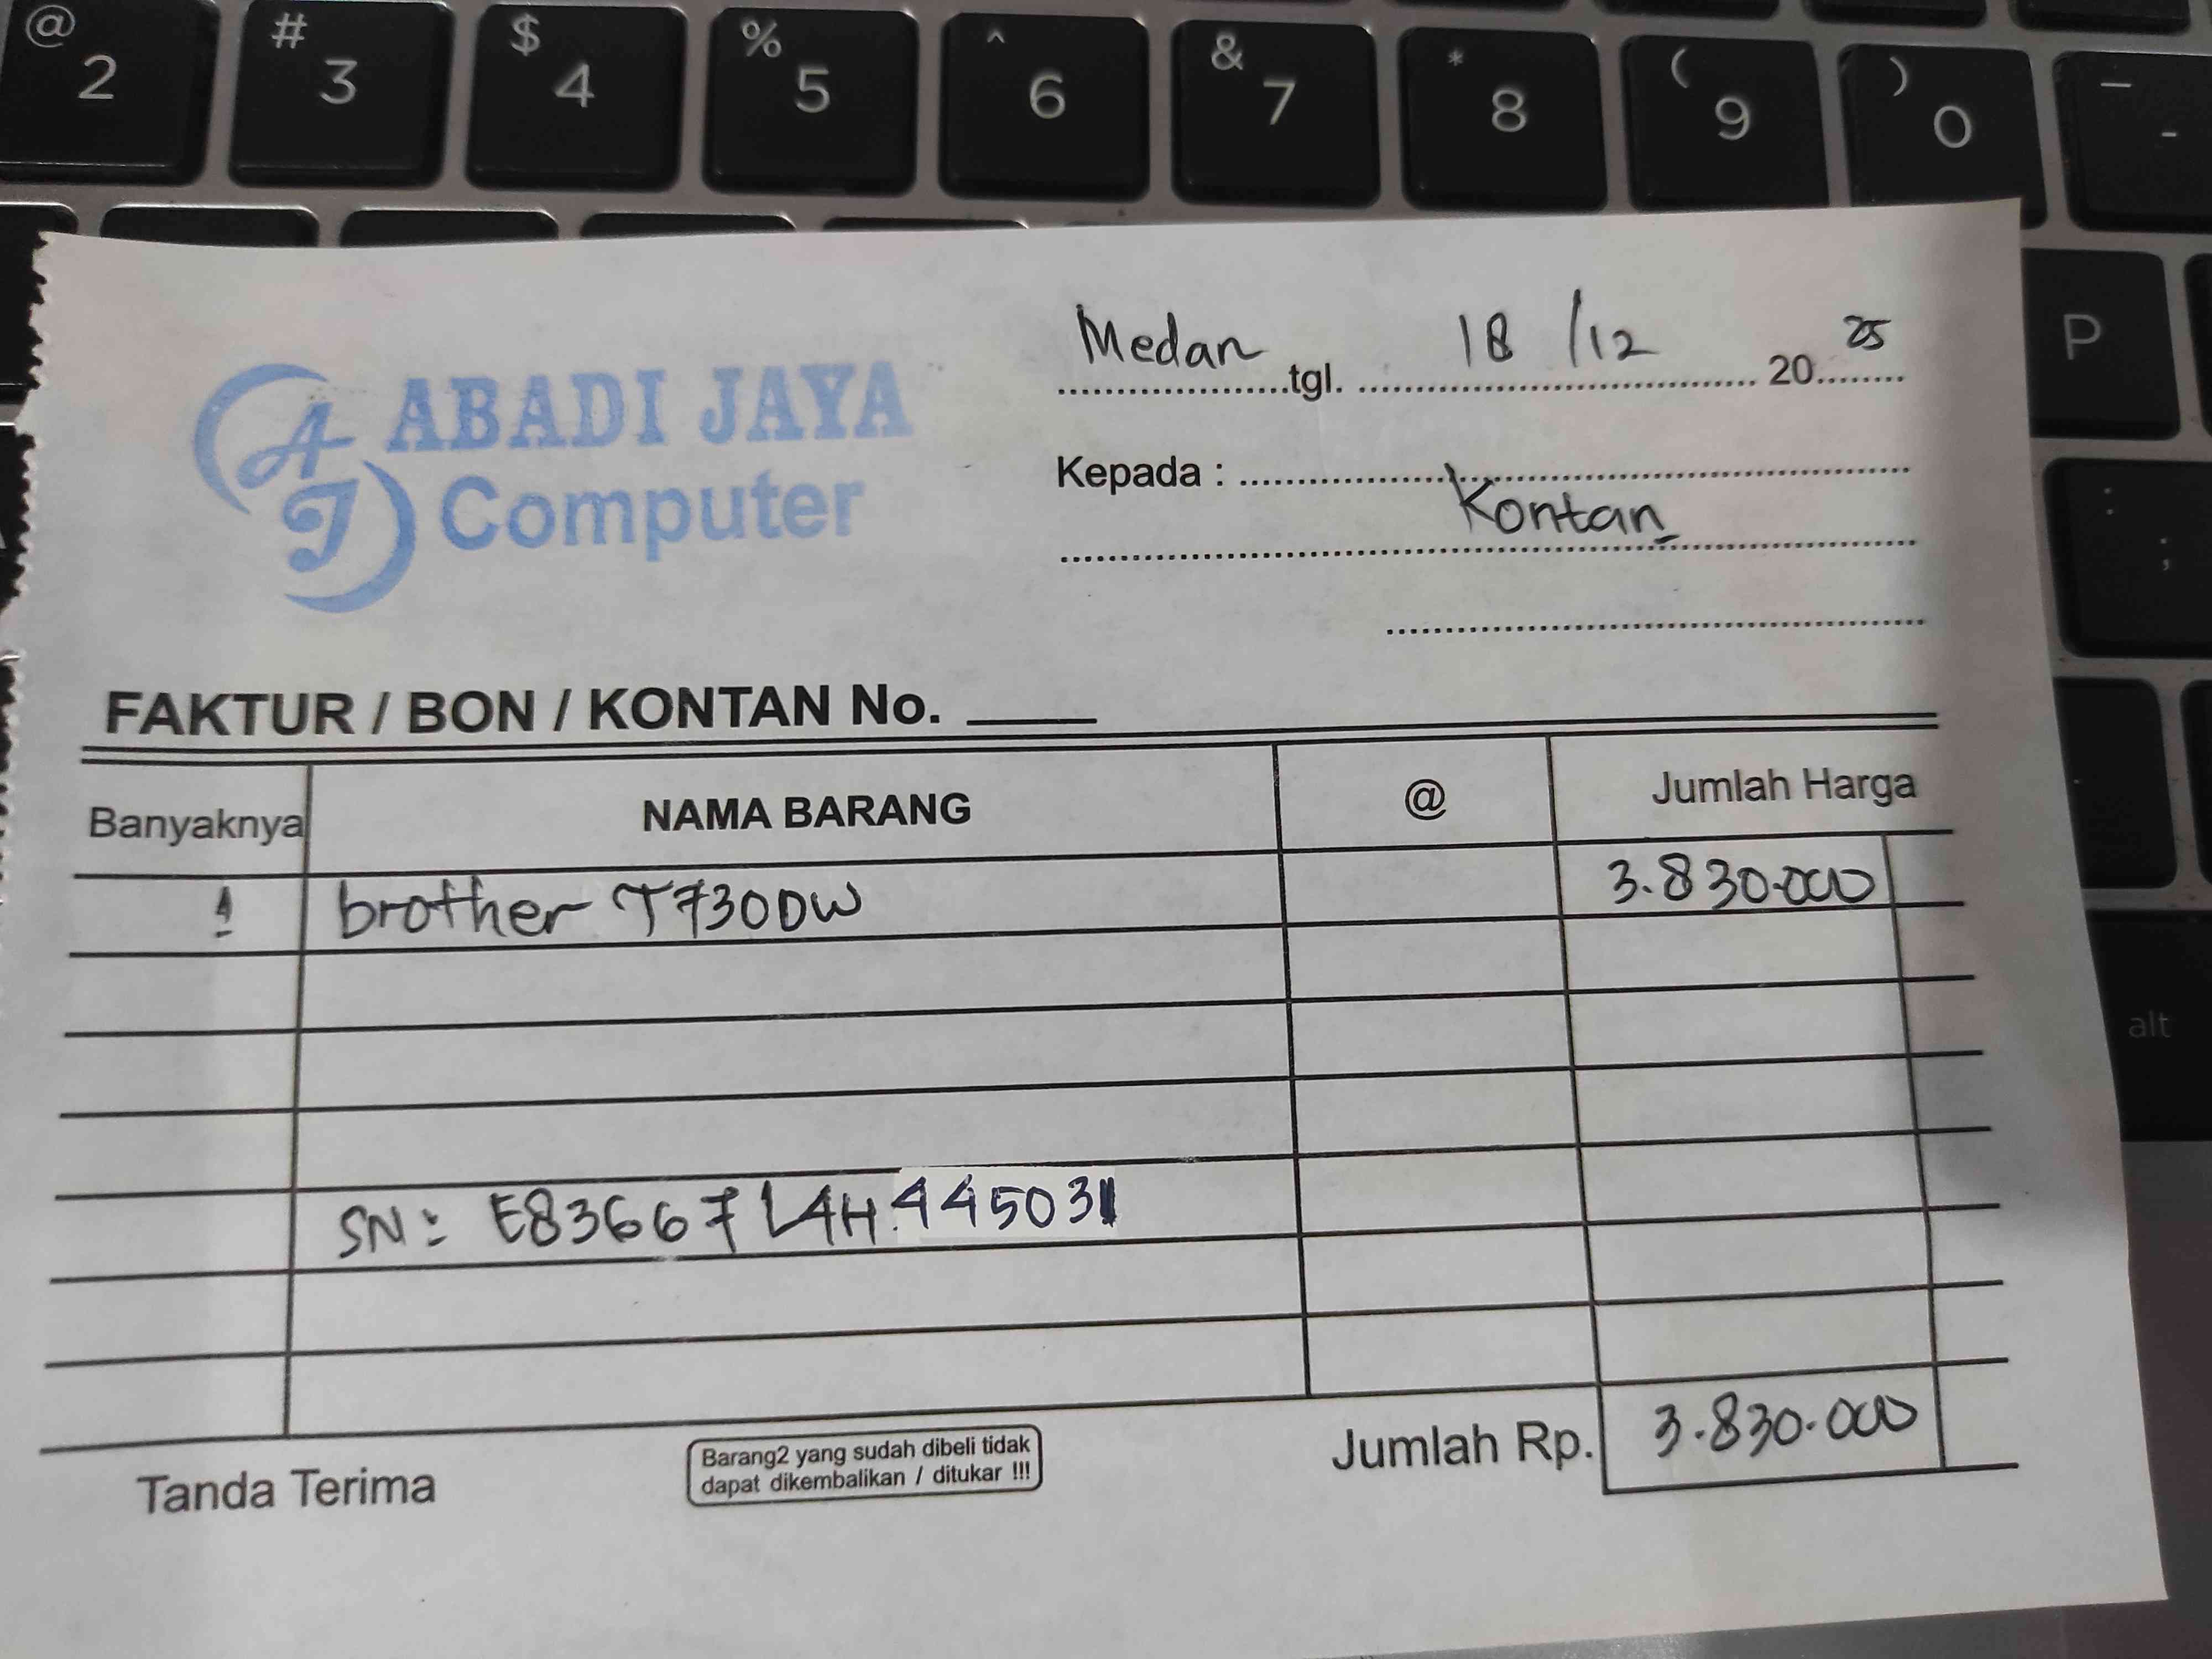 @ 2 # 3 $ 4 % 5 ^ 6 & 7 * 8 ( 9 ) 0 — -
P
: ;
alt
Medan tgl. 18/12 2025
AJ ABADI JAYA
Computer
Kepada :
Kontan
FAKTUR / BON / KONTAN No.
Banyaknya NAMA BARANG @ Jumlah Harga
1 brother T730DW 3.830.000
SN: E83667L4H445031
Jumlah Rp. 3.830.000
Tanda Terima
Barang2 yang sudah dibeli tidak
dapat dikembalikan / ditukar !!!